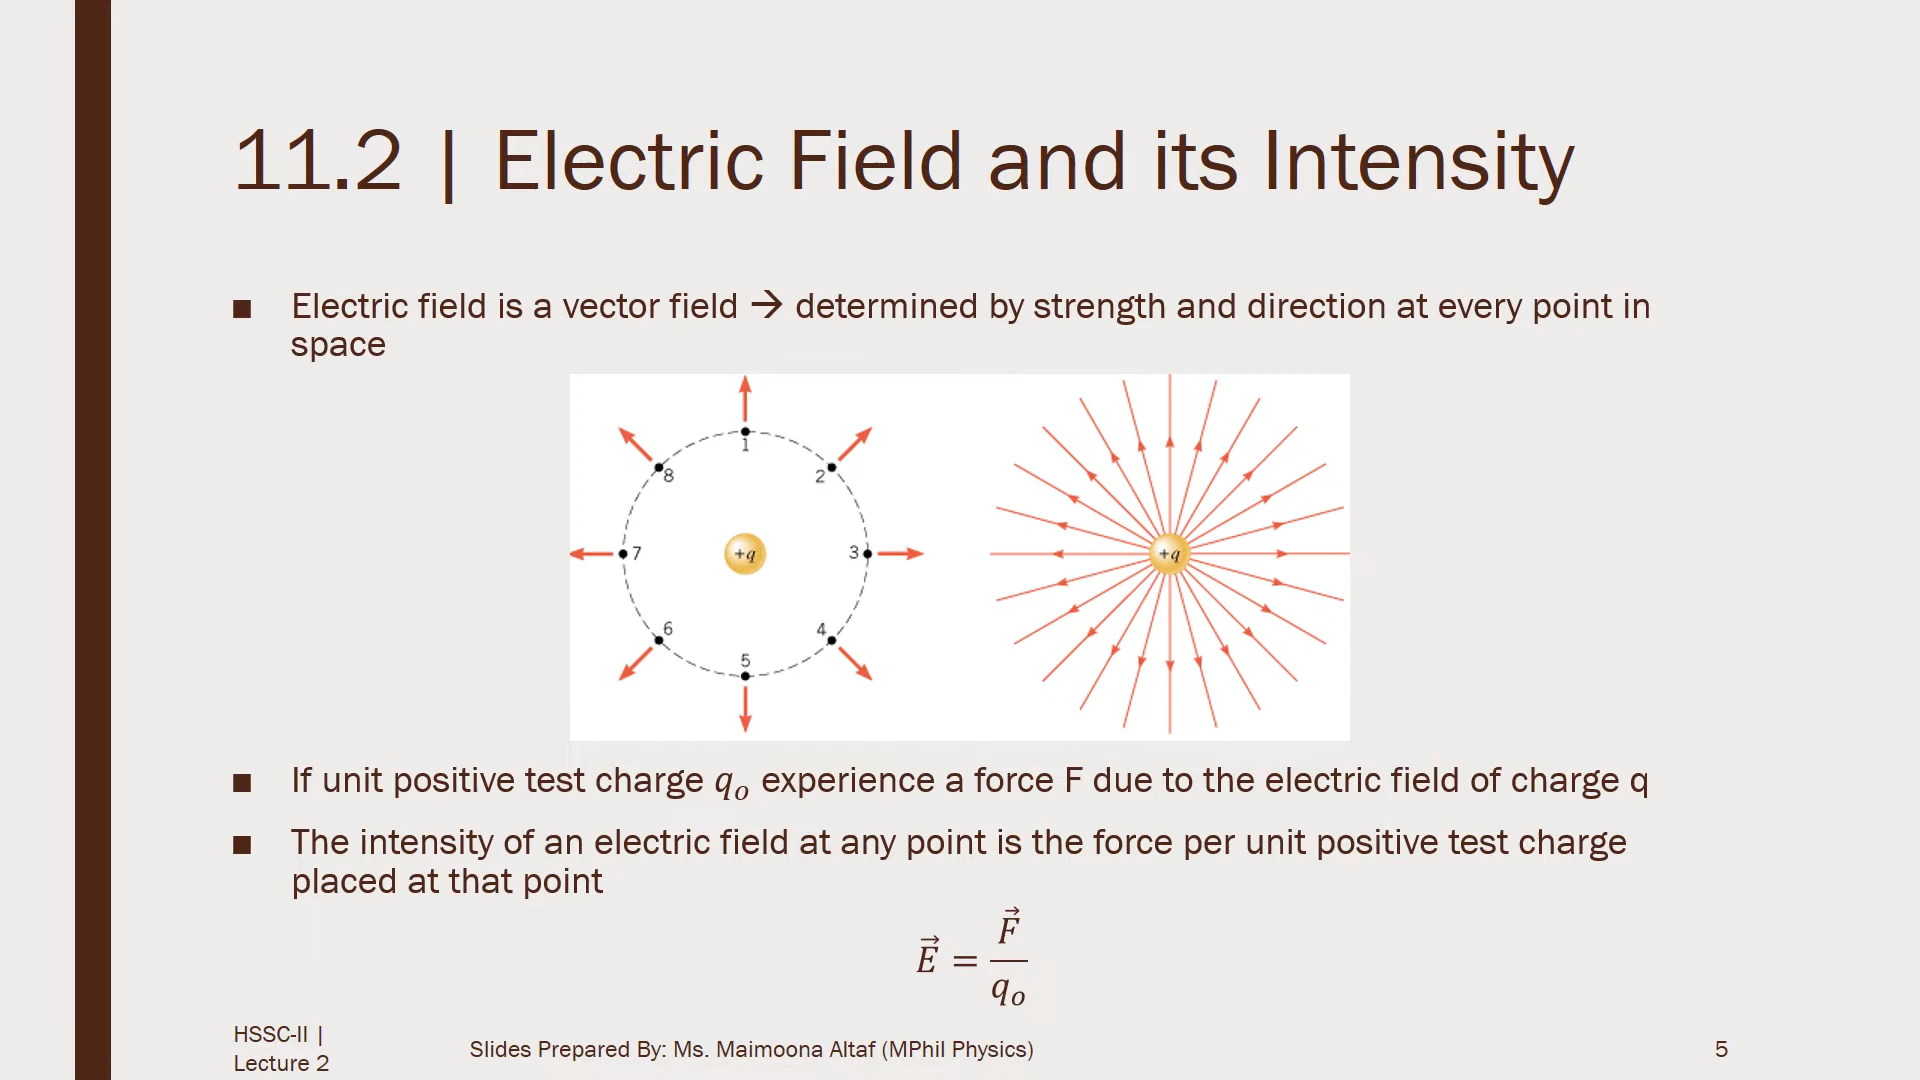 11.2 | Electric Field and its Intensity
■ Electric field is a vector field → determined by strength and direction at every point in
space
1
8
2
7
+q
3
+q
6
4
5
■ If unit positive test charge qₒ experience a force F due to the electric field of charge q
■ The intensity of an electric field at any point is the force per unit positive test charge
placed at that point
E⃗ = F⃗ / qₒ
HSSC-II |
Lecture 2
Slides Prepared By: Ms. Maimoona Altaf (MPhil Physics)
5